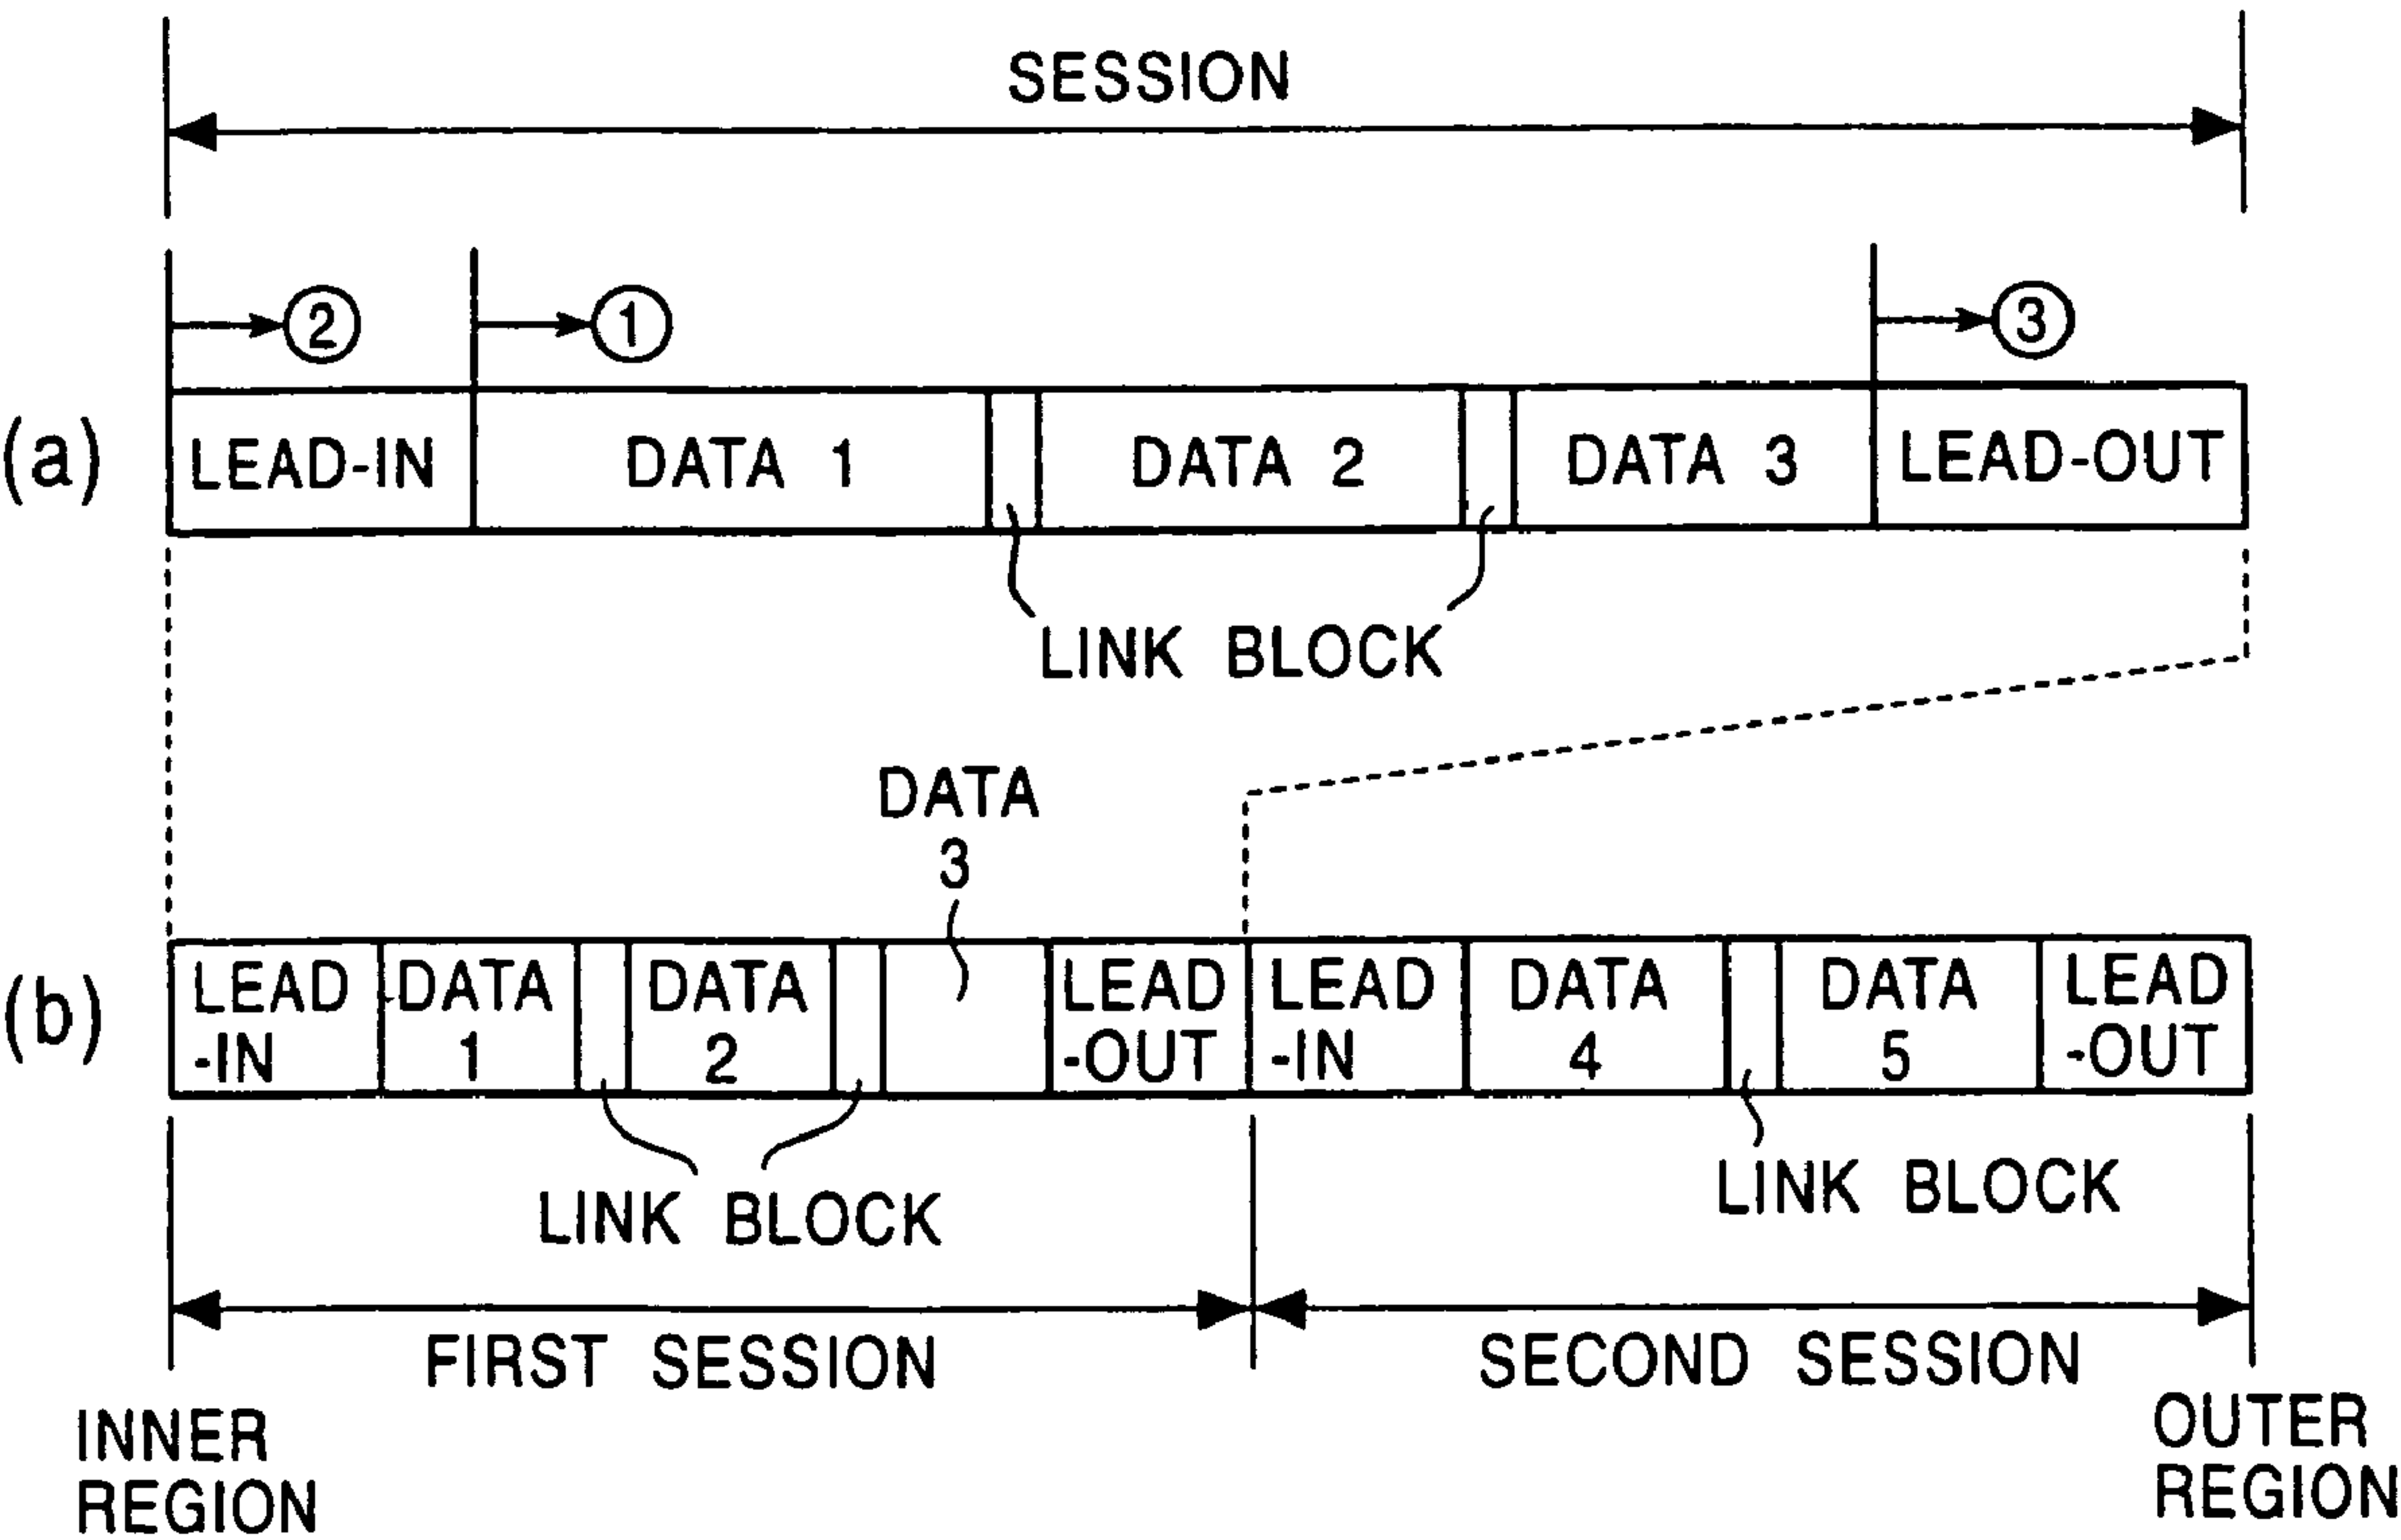 SESSION
② ① ③
(a)
LEAD-IN DATA 1 DATA 2 DATA 3 LEAD-OUT
LINK BLOCK
DATA
3
(b)
LEAD
-IN
DATA
1
DATA
2
LEAD
-OUT
LEAD
-IN
DATA
4
DATA
5
LEAD
-OUT
LINK BLOCK
LINK BLOCK
FIRST SESSION
SECOND SESSION
INNER
REGION
OUTER
REGION